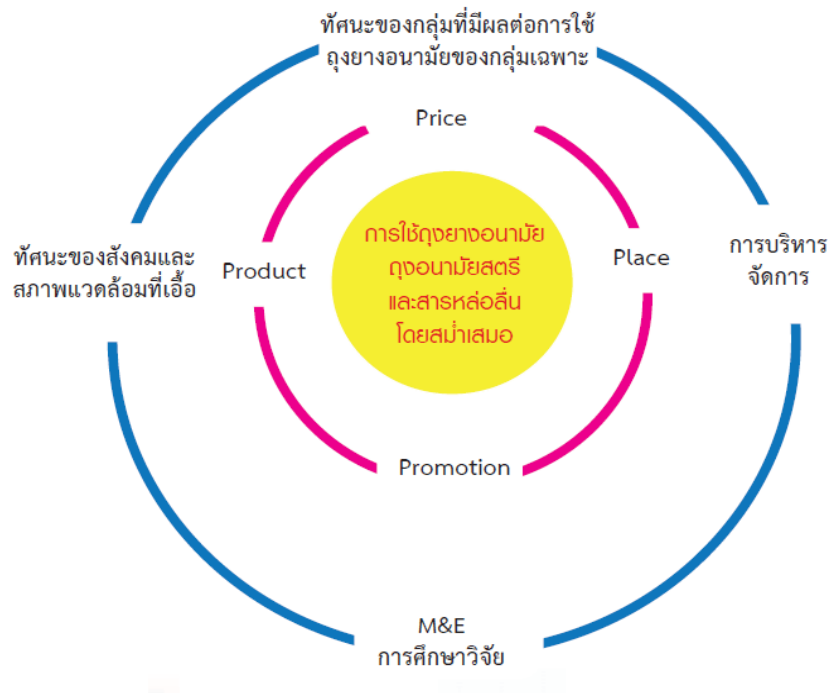 ทัศนะของกลุ่มที่มีผลต่อการใช้
ถุงยางอนามัยของกลุ่มเฉพาะ
Price
การใช้ถุงยางอนามัย
ถุงอนามัยสตรี
และสารหล่อลื่น
โดยสม่ำเสมอ
ทัศนะของสังคมและ
สภาพแวดล้อมที่เอื้อ
Product
Place
การบริหาร
จัดการ
Promotion
M&E
การศึกษาวิจัย